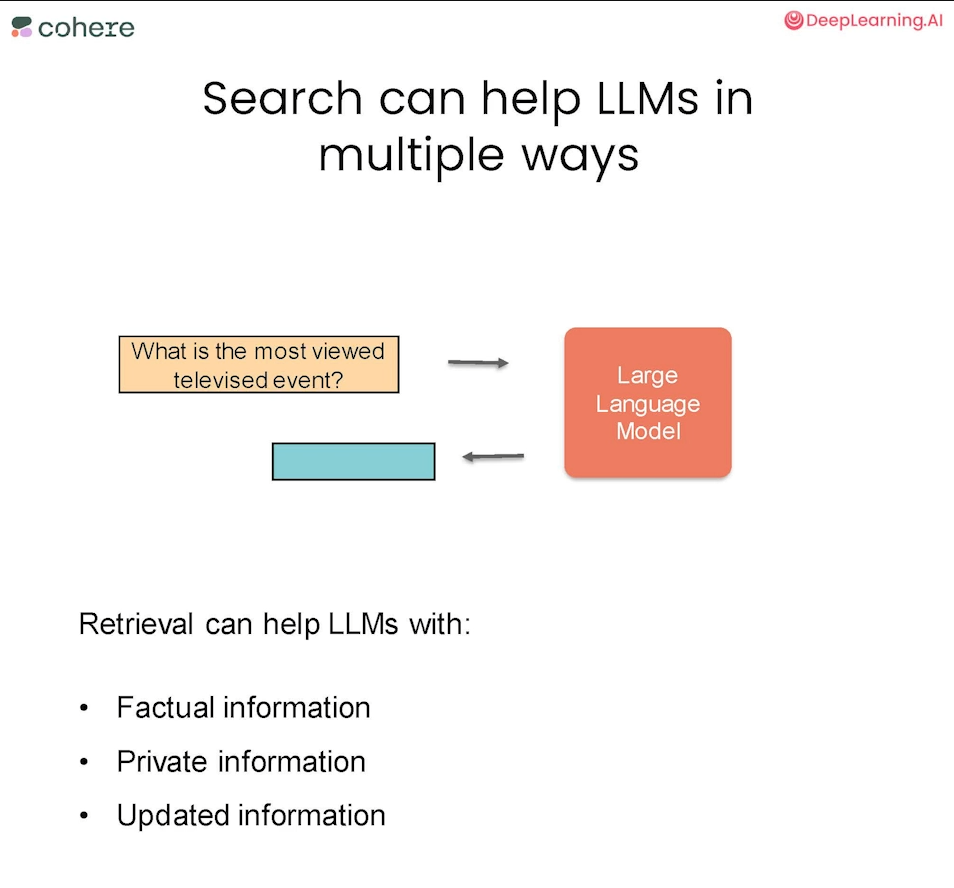 cohere
DeepLearning.AI
Search can help LLMs in
multiple ways
What is the most viewed
televised event?
Large
Language
Model
Retrieval can help LLMs with:
• Factual information
• Private information
• Updated information